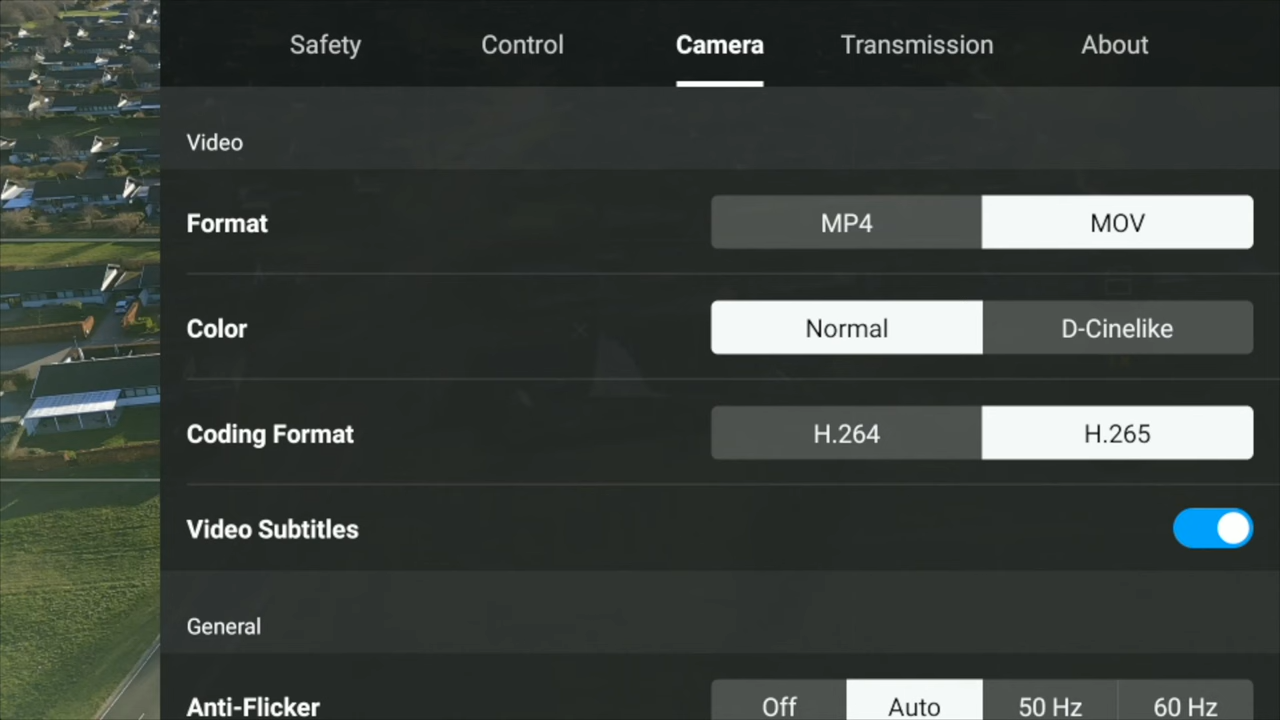 Safety Control Camera Transmission About
Video
Format MP4 MOV
Color Normal D-Cinelike
Coding Format H.264 H.265
Video Subtitles
General
Anti-Flicker Off Auto 50 Hz 60 Hz